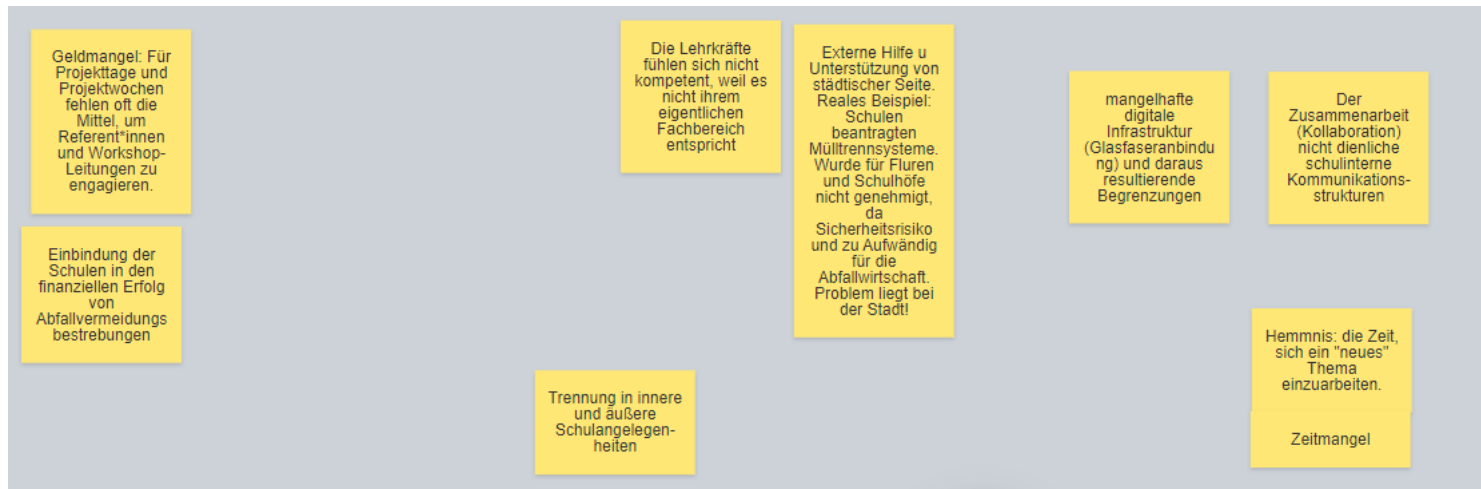 Geldmangel: Für
Projekttage und
Projektwochen
fehlen oft die
Mittel, um
Referent*innen
und Workshop-
Leitungen zu
engagieren.
Einbindung der
Schulen in den
finanziellen Erfolg
von
Abfallvermeidungs
bestrebungen
Die Lehrkräfte
fühlen sich nicht
kompetent, weil es
nicht ihrem
eigentlichen
Fachbereich
entspricht
Externe Hilfe u
Unterstützung von
städtischer Seite.
Reales Beispiel:
Schulen
beantragten
Mülltrennsysteme.
Wurde für Fluren
und Schulhöfe
nicht genehmigt,
da
Sicherheitsrisiko
und zu Aufwändig
für die
Abfallwirtschaft.
Problem liegt bei
der Stadt!
Trennung in innere
und äußere
Schulangelegen-
heiten
mangelhafte
digitale
Infrastruktur
(Glasfaseranbindu
ng) und daraus
resultierende
Begrenzungen
Der
Zusammenarbeit
(Kollaboration)
nicht dienliche
schulinterne
Kommunikations-
strukturen
Hemmnis: die Zeit,
sich ein "neues"
Thema
einzuarbeiten.
Zeitmangel